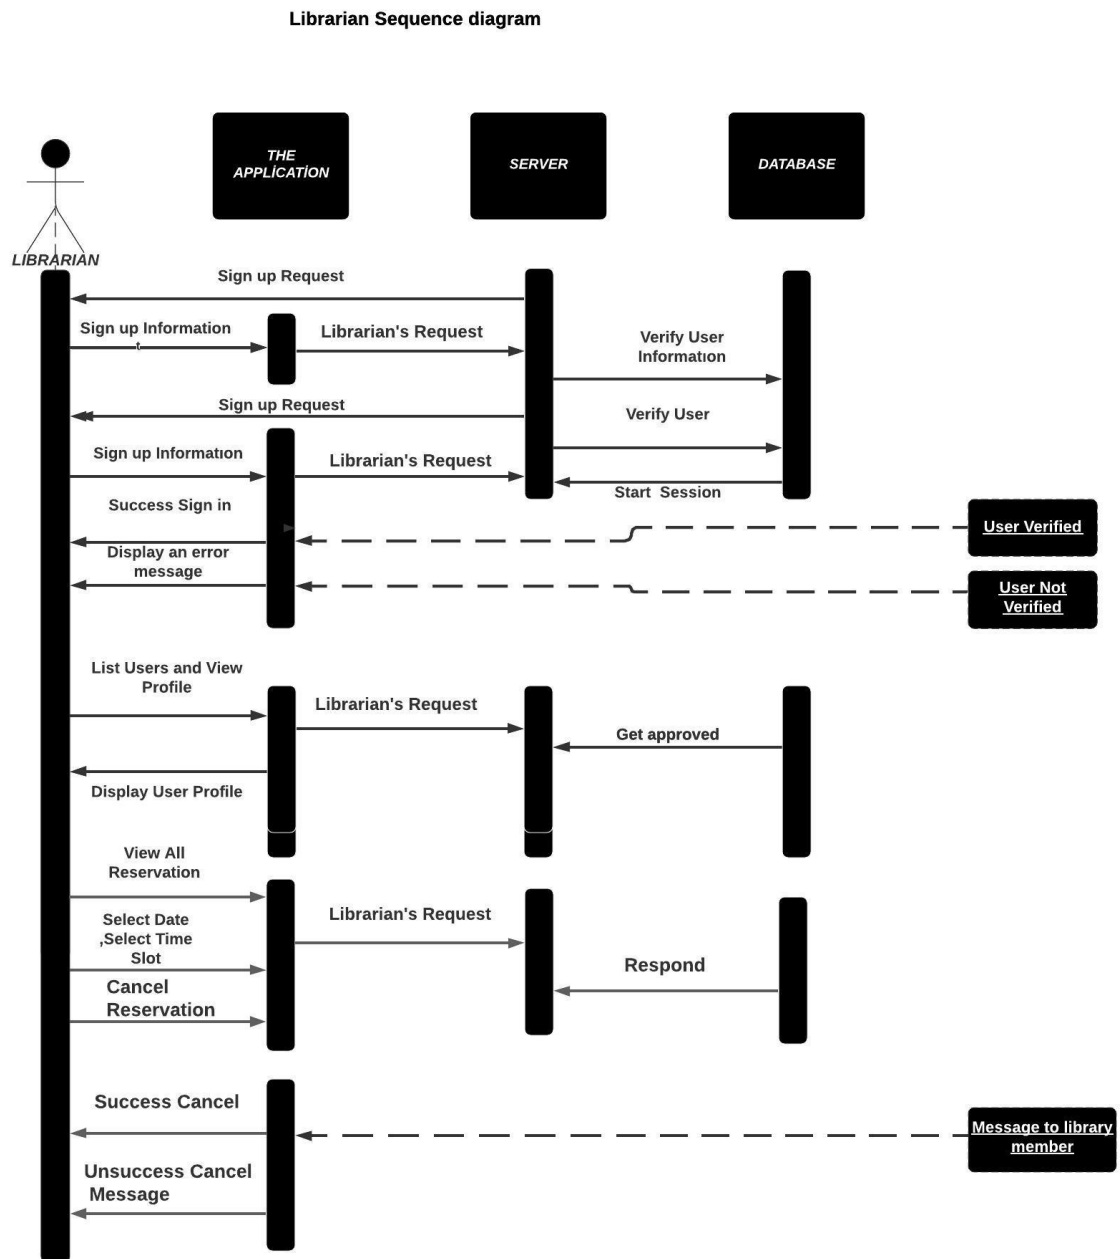 Librarian Sequence diagram
THE
APPLİCATİON
SERVER
DATABASE
LIBRARIAN
Sign up Request
Sign up Information
t
Librarian's Request
Verify User
Informatıon
Sign up Request
Verify User
Sign up Informatıon
Librarian's Request
Start Session
Success Sign in
User Verified
Display an error
message
User Not
Verified
List Users and View
Profile
Librarian's Request
Get approved
Display User Profile
View All
Reservation
Select Date
,Select Time
Slot
Librarian's Request
Respond
Cancel
Reservation
Success Cancel
Message to library
member
Unsuccess Cancel
Message